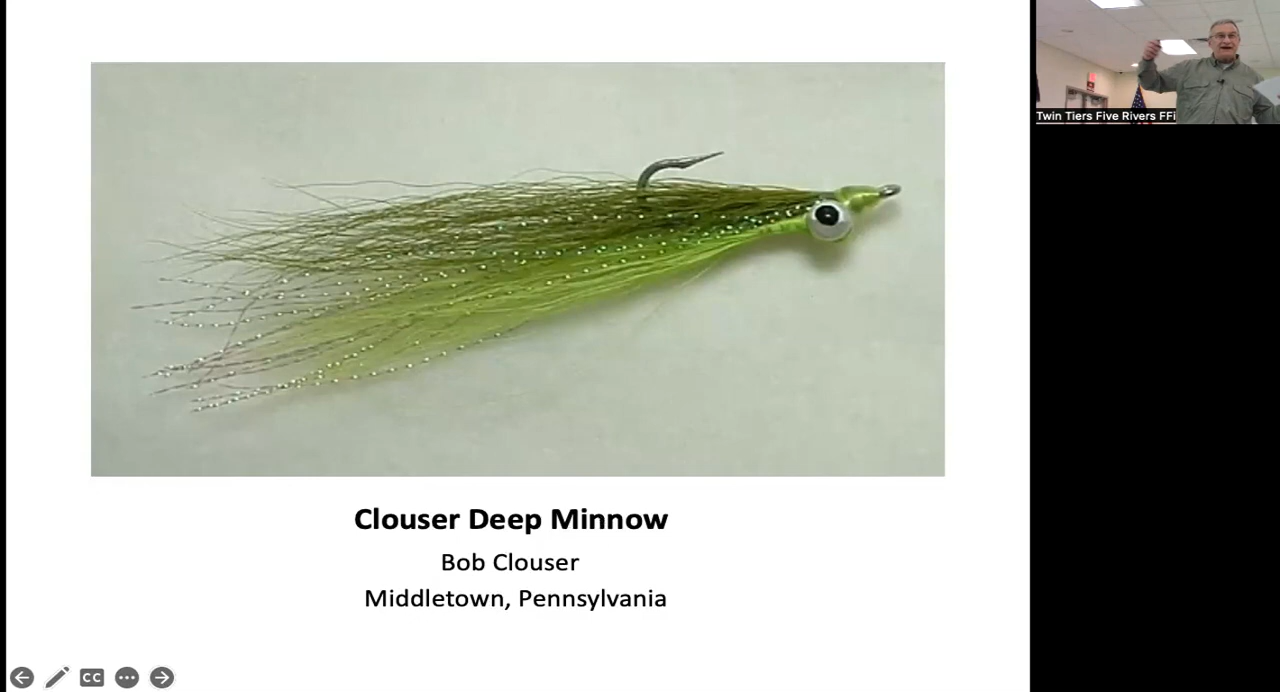 Twin Tiers Five Rivers FFi
Clouser Deep Minnow
Bob Clouser
Middletown, Pennsylvania
CC